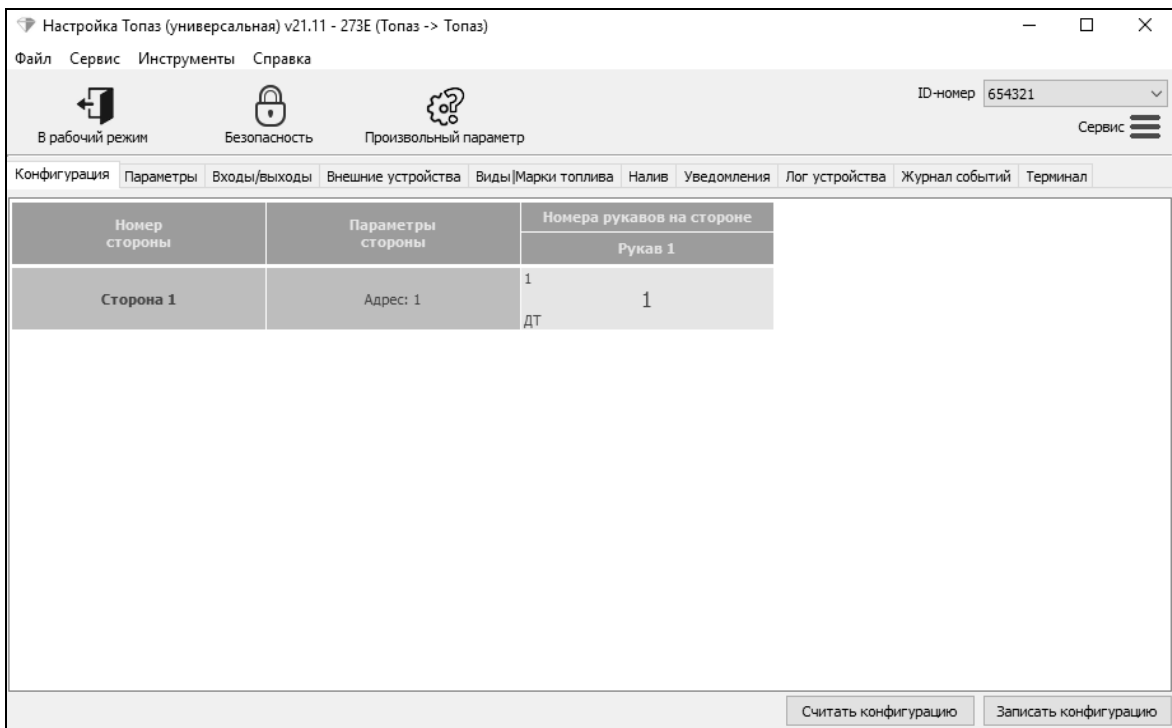 Настройка Топаз (универсальная) v21.11 - 273E (Топаз -> Топаз)
Файл Сервис Инструменты Справка
В рабочий режим Безопасность Произвольный параметр ID-номер 654321
Сервис
Конфигурация Параметры Входы/выходы Внешние устройства Виды|Марки топлива Налив Уведомления Лог устройства Журнал событий Терминал
Номер
стороны
Параметры
стороны
Номера рукавов на стороне
Рукав 1
Сторона 1
Адрес: 1
1
1
ДТ
Считать конфигурацию Записать конфигурацию